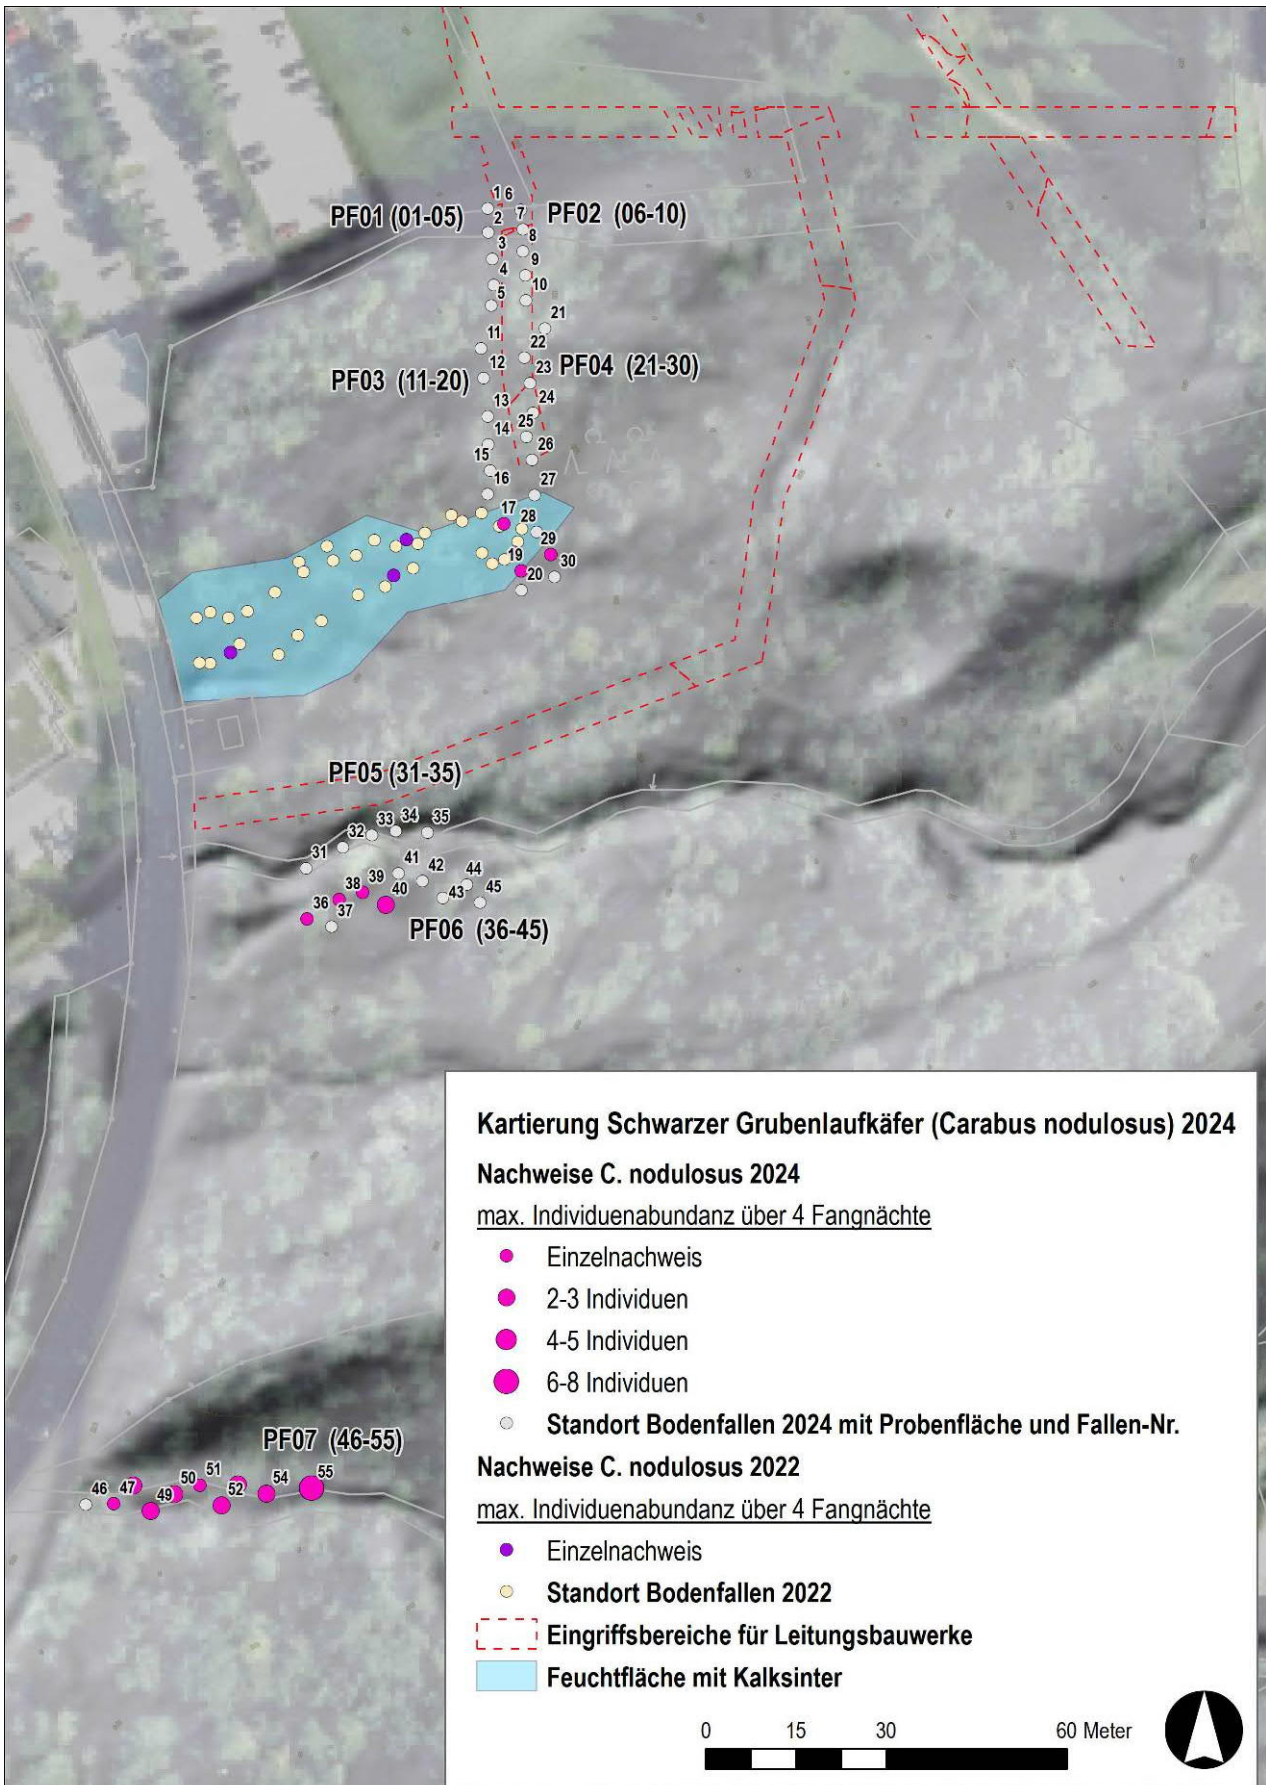 1 6
PF01 (01-05) 2 7 PF02 (06-10)
3 8
4 9
5 10
21
11 22
PF03 (11-20) 12 23 PF04 (21-30)
13 24
14 25
15 26
16 27
17 28
29
19 30
20
PF05 (31-35)
33 34 35
32
31 41 42 44
38 39 40 43 45
36 37
PF06 (36-45)
Kartierung Schwarzer Grubenlaufkäfer (Carabus nodulosus) 2024
Nachweise C. nodulosus 2024
max. Individuenabundanz über 4 Fangnächte
Einzelnachweis
2-3 Individuen
4-5 Individuen
6-8 Individuen
Standort Bodenfallen 2024 mit Probenfläche und Fallen-Nr.
Nachweise C. nodulosus 2022
max. Individuenabundanz über 4 Fangnächte
Einzelnachweis
Standort Bodenfallen 2022
Eingriffsbereiche für Leitungsbauwerke
Feuchtfläche mit Kalksinter
0 15 30 60 Meter
PF07 (46-55)
46 47 49 50 51 52 54 55